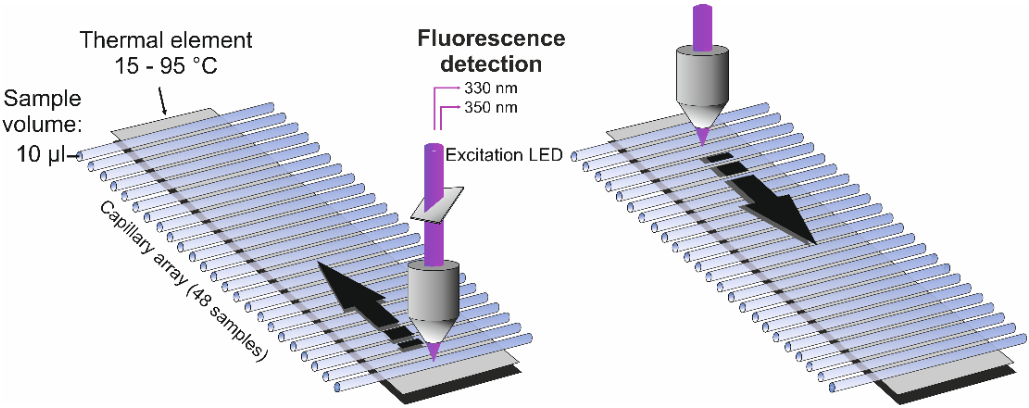 Thermal element
15 - 95 °C
Fluorescence
detection
330 nm
350 nm
Sample
volume:
10 µl
Excitation LED
Capillary array (48 samples)